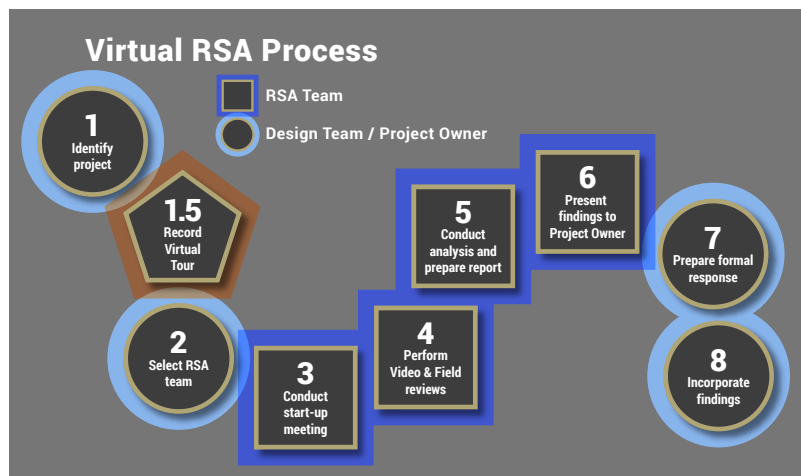 Virtual RSA Process
RSA Team
Design Team / Project Owner
1
Identify
project
1.5
Record
Virtual
Tour
2
Select RSA
team
3
Conduct
start-up
meeting
4
Perform
Video & Field
reviews
5
Conduct
analysis and
prepare report
6
Present
findings to
Project Owner
7
Prepare formal
response
8
Incorporate
findings